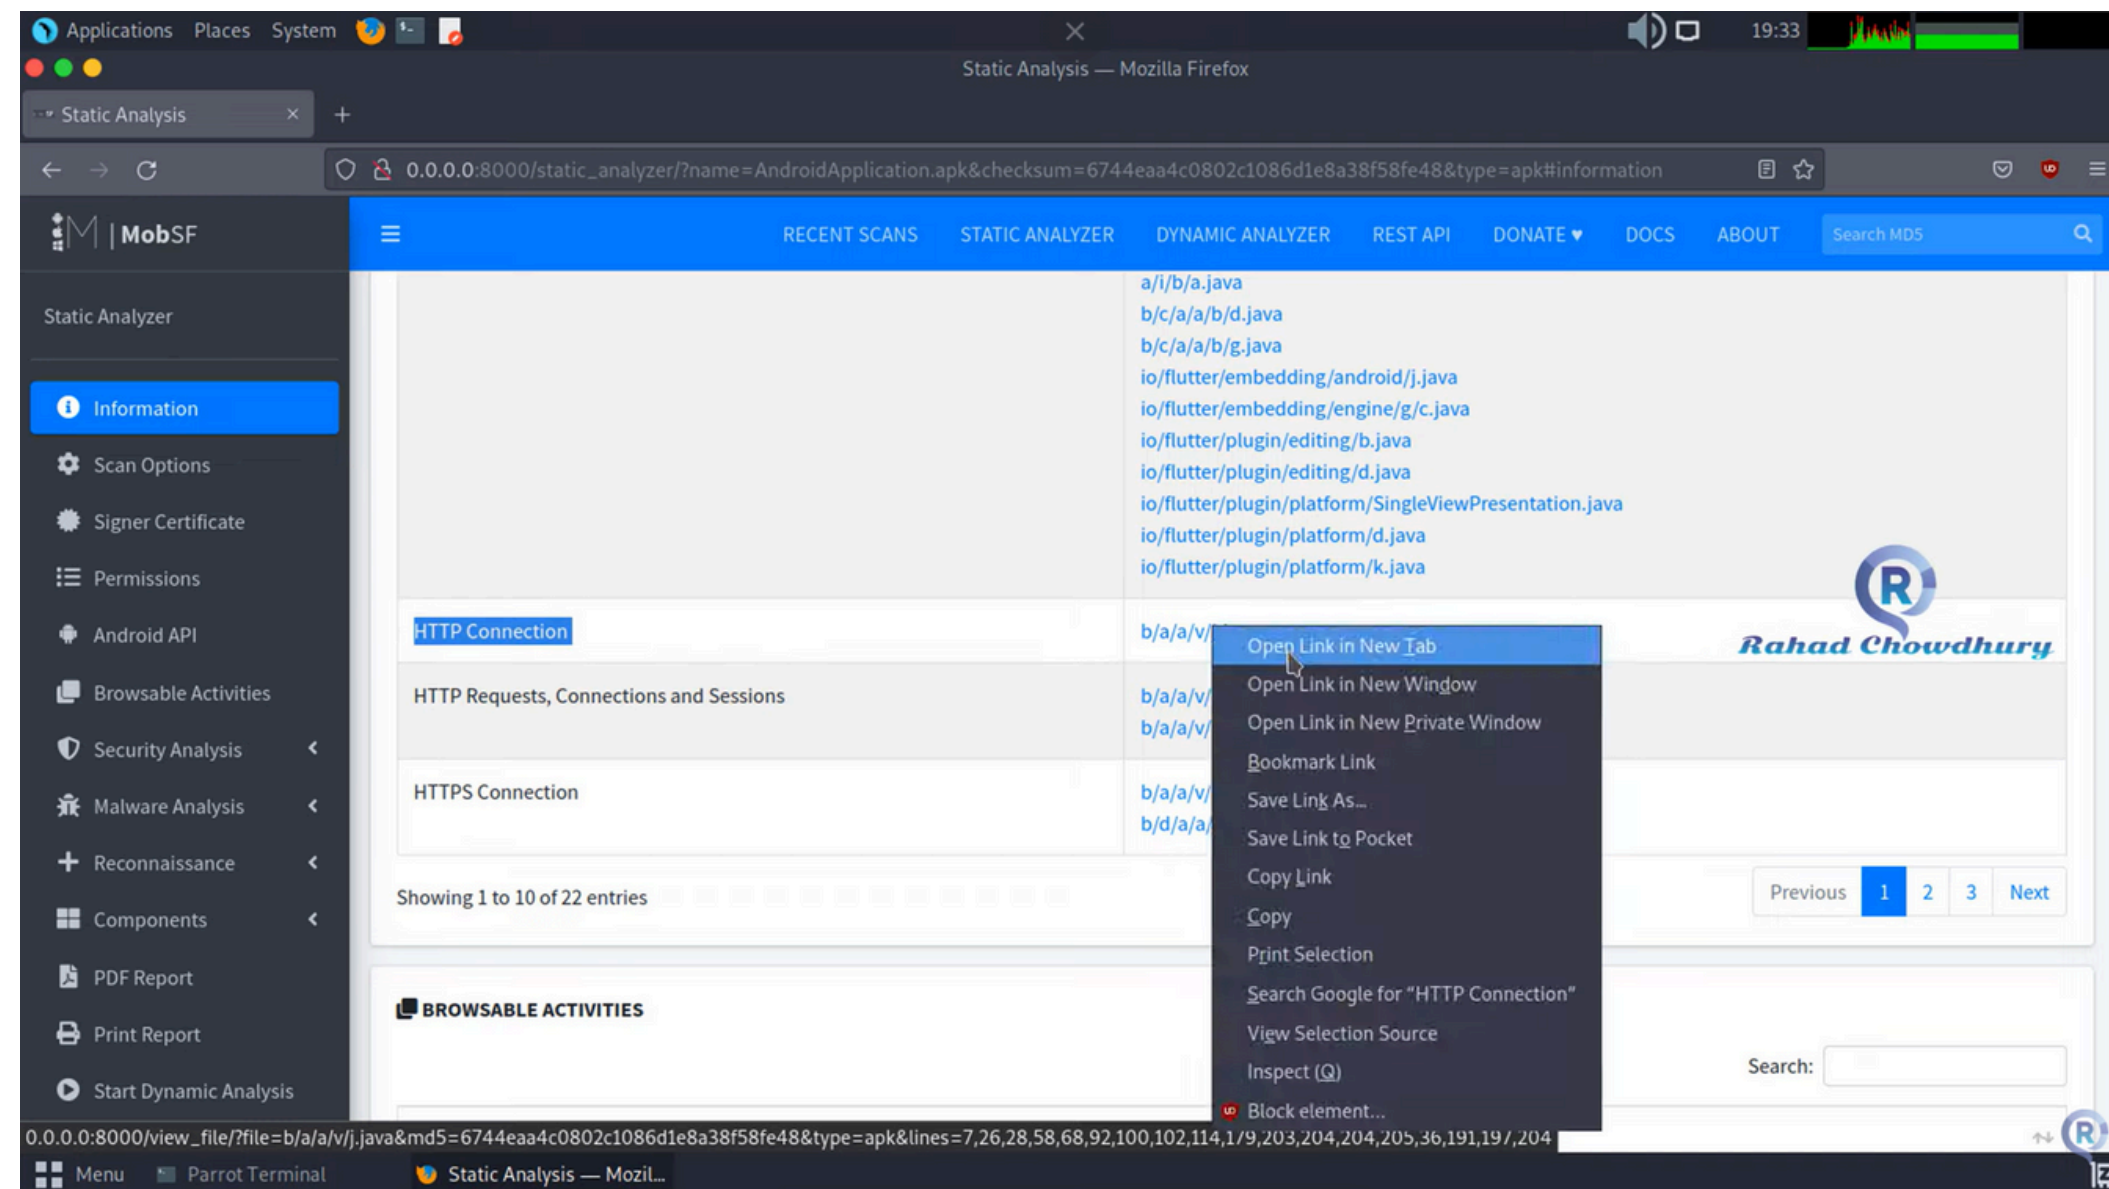 Applications Places System
19:33
Static Analysis — Mozilla Firefox
Static Analysis
0.0.0.0:8000/static_analyzer/?name=AndroidApplication.apk&checksum=6744eaa4c0802c1086d1e8a38f58fe48&type=apk#information
MobSF
RECENT SCANS STATIC ANALYZER DYNAMIC ANALYZER REST API DONATE ♥ DOCS ABOUT Search MD5
Static Analyzer
Information
Scan Options
Signer Certificate
Permissions
Android API
Browsable Activities
Security Analysis
Malware Analysis
Reconnaissance
Components
PDF Report
Print Report
Start Dynamic Analysis
a/i/b/a.java
b/c/a/a/b/d.java
b/c/a/a/b/g.java
io/flutter/embedding/android/j.java
io/flutter/embedding/engine/g/c.java
io/flutter/plugin/editing/b.java
io/flutter/plugin/editing/d.java
io/flutter/plugin/platform/SingleViewPresentation.java
io/flutter/plugin/platform/d.java
io/flutter/plugin/platform/k.java
R
Rahad Chowdhury
HTTP Connection b/a/a/v/
HTTP Requests, Connections and Sessions b/a/a/v/
b/a/a/v/
HTTPS Connection b/a/a/v/
b/d/a/a/
Open Link in New Tab
Open Link in New Window
Open Link in New Private Window
Bookmark Link
Save Link As...
Save Link to Pocket
Copy Link
Copy
Print Selection
Search Google for “HTTP Connection”
View Selection Source
Inspect (Q)
Block element...
Showing 1 to 10 of 22 entries
Previous 1 2 3 Next
BROWSABLE ACTIVITIES
Search:
0.0.0.0:8000/view_file/?file=b/a/a/v/j.java&md5=6744eaa4c0802c1086d1e8a38f58fe48&type=apk&lines=7,26,28,58,68,92,100,102,114,179,203,204,204,205,36,191,197,204
R
Menu Parrot Terminal Static Analysis — Mozil...